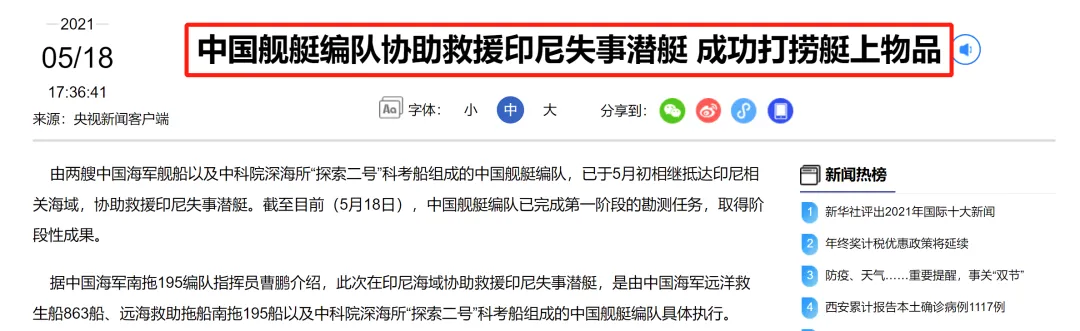 2021
05/18
17:36:41
来源：央视新闻客户端
中国舰艇编队协助救援印尼失事潜艇 成功打捞艇上物品
Aa 字体： 小 中 大 分享到：
由两艘中国海军舰船以及中科院深海所“探索二号”科考船组成的中国舰艇编队，已于5月初相继抵达印尼相
关海域，协助救援印尼失事潜艇。截至目前（5月18日），中国舰艇编队已完成第一阶段的勘测任务，取得阶
段性成果。
据中国海军南拖195编队指挥员曹鹏介绍，此次在印尼海域协助救援印尼失事潜艇，是由中国海军远洋救
生船863船、远海救助拖船南拖195船以及中科院深海所“探索二号”科考船组成的中国舰艇编队具体执行。
新闻热榜
1 新华社评出2021年国际十大新闻
2 年终奖计税优惠政策将延续
3 防疫、天气……重要提醒，事关“双节”
4 西安累计报告本土确诊病例1117例